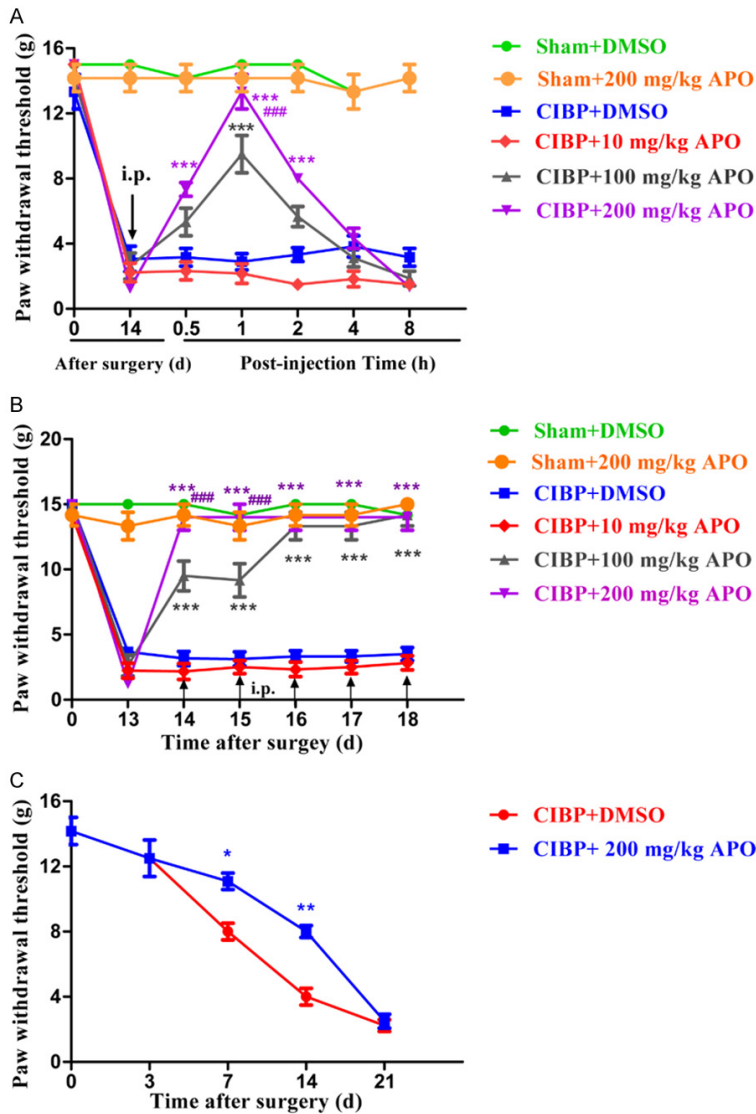 A
Paw withdrawal threshold (g)
16
12
8
4
0
i.p.
***
***
###
***
***
0 14 0.5 1 2 4 8
After surgery (d) Post-injection Time (h)
Sham+DMSO
Sham+200 mg/kg APO
CIBP+DMSO
CIBP+10 mg/kg APO
CIBP+100 mg/kg APO
CIBP+200 mg/kg APO
B
Paw withdrawal threshold (g)
20
15
10
5
0
*** *** *** *** ***
### ###
*** *** *** *** ***
i.p.
0 13 14 15 16 17 18
Time after surgey (d)
Sham+DMSO
Sham+200 mg/kg APO
CIBP+DMSO
CIBP+10 mg/kg APO
CIBP+100 mg/kg APO
CIBP+200 mg/kg APO
C
Paw withdrawal threshold (g)
16
12
8
4
0
*
**
0 3 7 14 21
Time after surgery (d)
CIBP+DMSO
CIBP+ 200 mg/kg APO